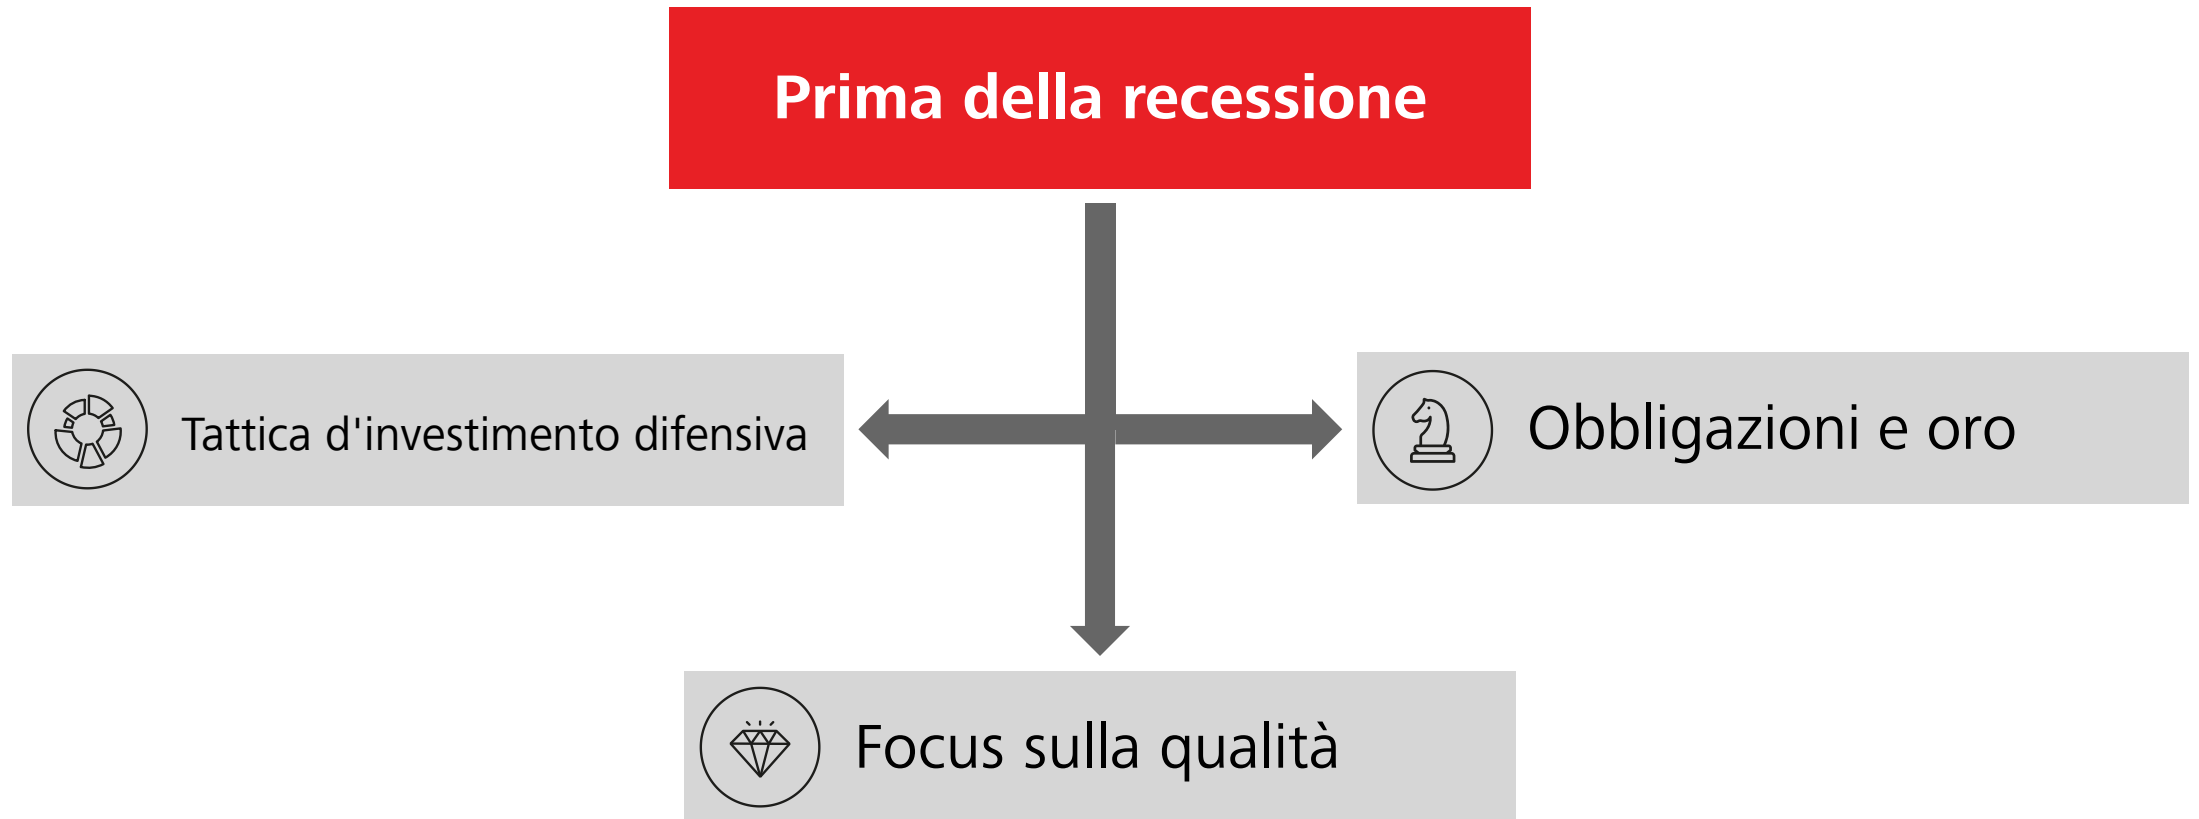 Prima della recessione
Tattica d'investimento difensiva
Obbligazioni e oro
Focus sulla qualità